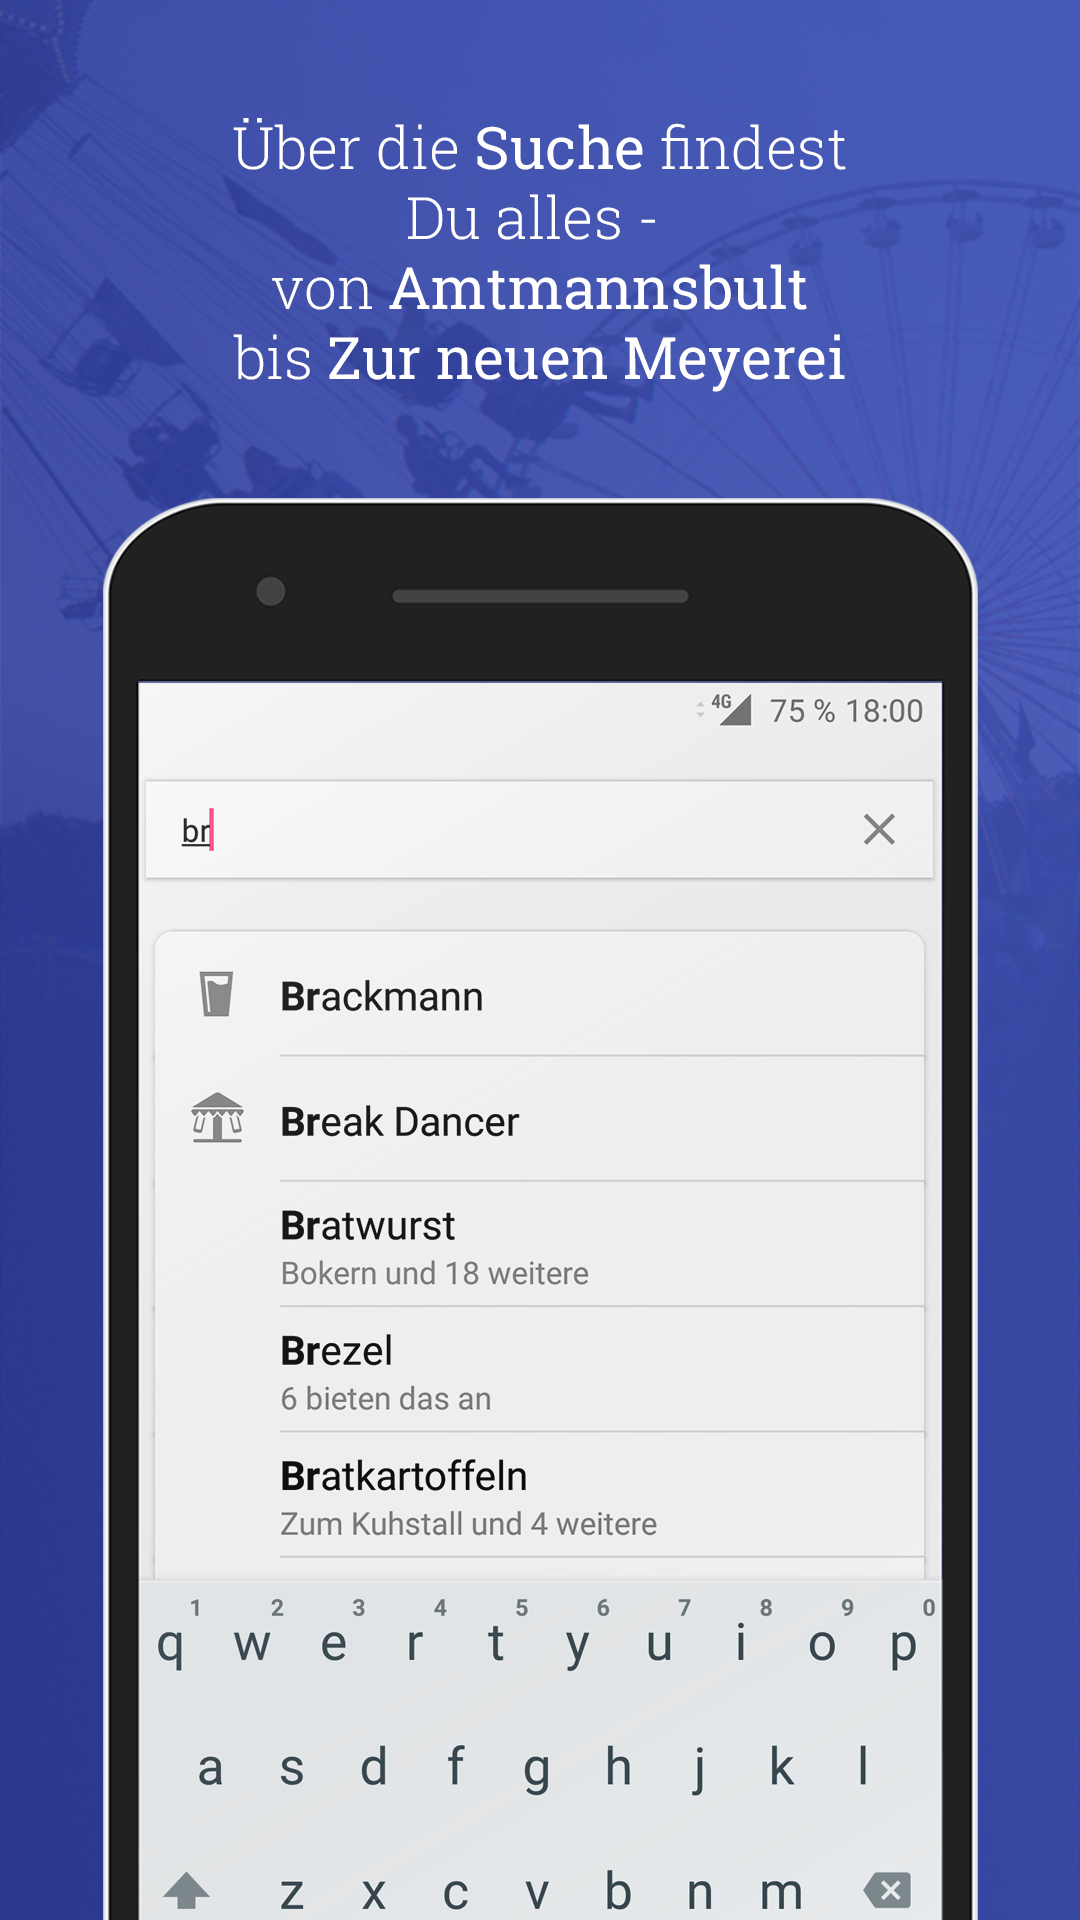 Über die Suche findest
Du alles -
von Amtmannsbult
bis Zur neuen Meyerei
4G 75 % 18:00
br
Brackmann
Break Dancer
Bratwurst
Bokern und 18 weitere
Brezel
6 bieten das an
Bratkartoffeln
Zum Kuhstall und 4 weitere
1 2 3 4 5 6 7 8 9 0
q w e r t y u i o p
a s d f g h j k l
z x c v b n m